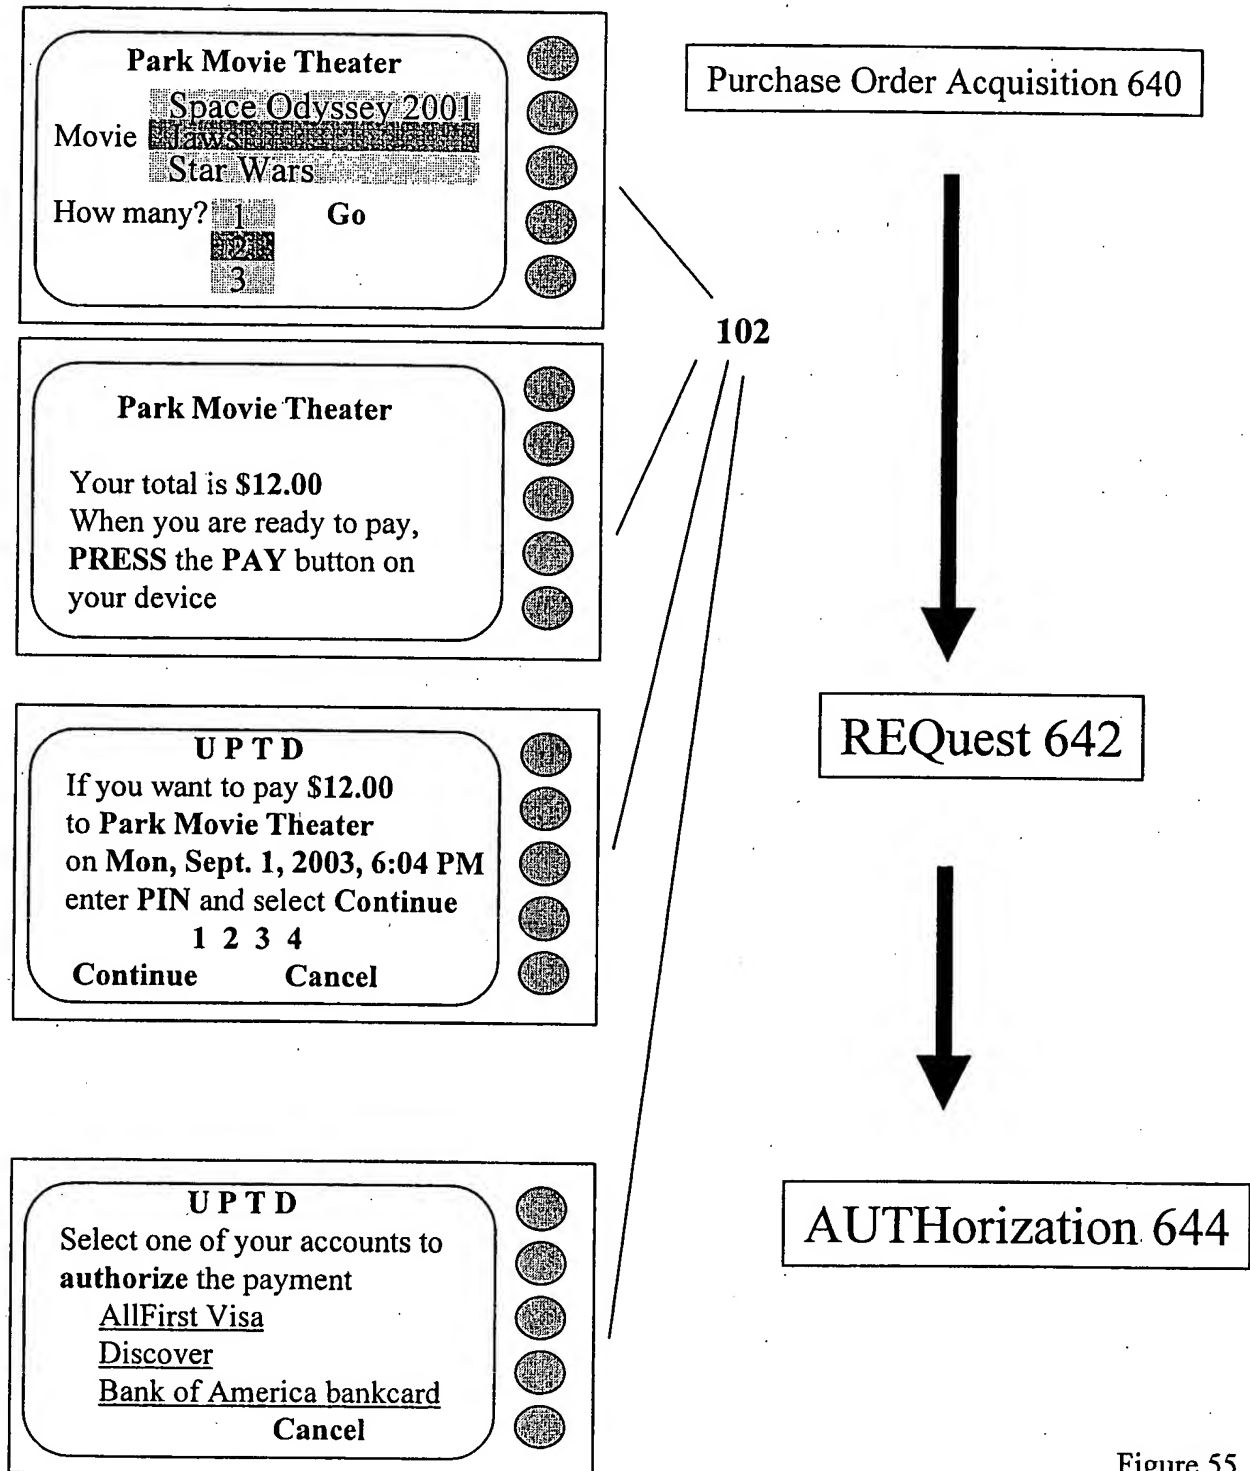 Park Movie Theater
Space Odyssey 2001
Movie Jaws
Star Wars
How many? 1 Go
2
3
Purchase Order Acquisition 640
102
Park Movie Theater
Your total is $12.00
When you are ready to pay,
PRESS the PAY button on
your device
REQuest 642
U P T D
If you want to pay $12.00
to Park Movie Theater
on Mon, Sept. 1, 2003, 6:04 PM
enter PIN and select Continue
1 2 3 4
Continue Cancel
AUTHorization 644
U P T D
Select one of your accounts to
authorize the payment
AllFirst Visa
Discover
Bank of America bankcard
Cancel
Figure 55